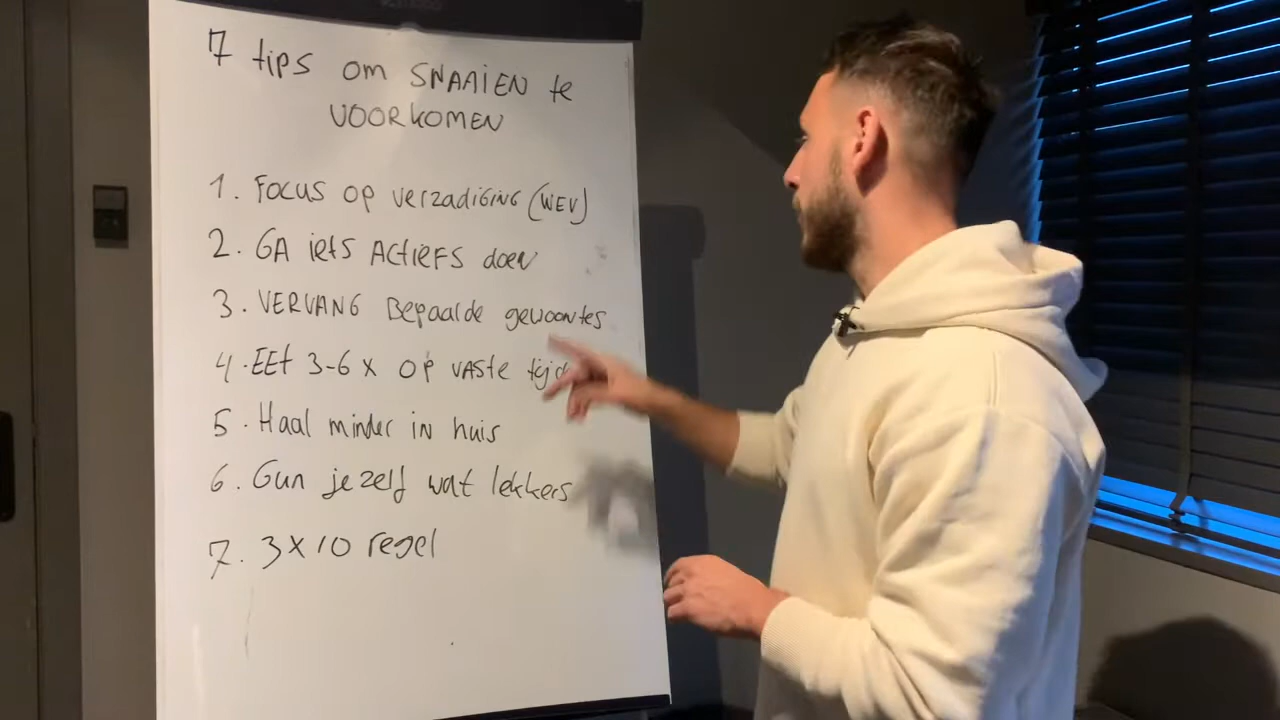 7 tips om SNAAIEN te
VOORKOMEN
1. Focus op verzadiging (WEV)
2. GA iets ACTIEFS doen
3. VERVANG Bepaalde gewoontes
4. EEt 3-6 x op vaste
5. Haal minder in huis
6. Gun jezelf wat lekkers
7. 3 x 10 regel